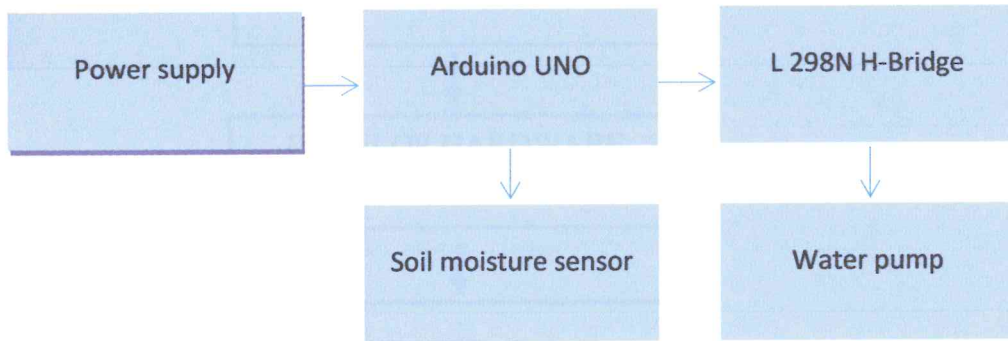 Power supply
Arduino UNO
L 298N H-Bridge
Soil moisture sensor
Water pump